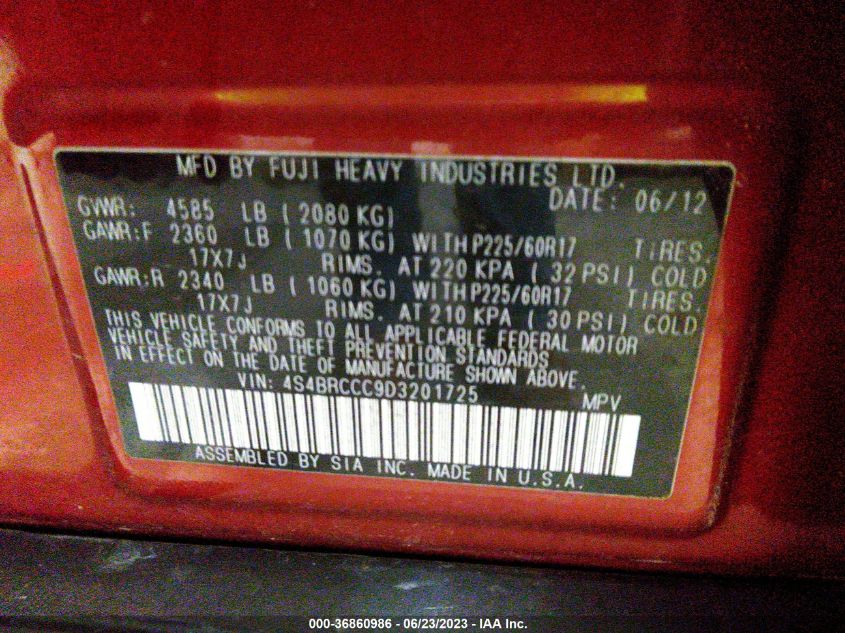 MFD BY FUJI HEAVY INDUSTRIES LTD.
DATE: 06/12
GVWR: 4585 LB ( 2080 KG)
GAWR:F 2360 LB ( 1070 KG) WITH P225/60R17 TIRES.
17X7J RIMS. AT 220 KPA ( 32 PSI) COLD
GAWR:R 2340 LB ( 1060 KG) WITH P225/60R17 TIRES.
17X7J RIMS. AT 210 KPA ( 30 PSI) COLD
THIS VEHICLE CONFORMS TO ALL APPLICABLE FEDERAL MOTOR
VEHICLE SAFETY AND THEFT PREVENTION STANDARDS
IN EFFECT ON THE DATE OF MANUFACTURE SHOWN ABOVE.
VIN: 4S4BRCCC9D3201725 MPV
ASSEMBLED BY SIA INC. MADE IN U.S.A.
000-36860986 - 06/23/2023 - IAA Inc.